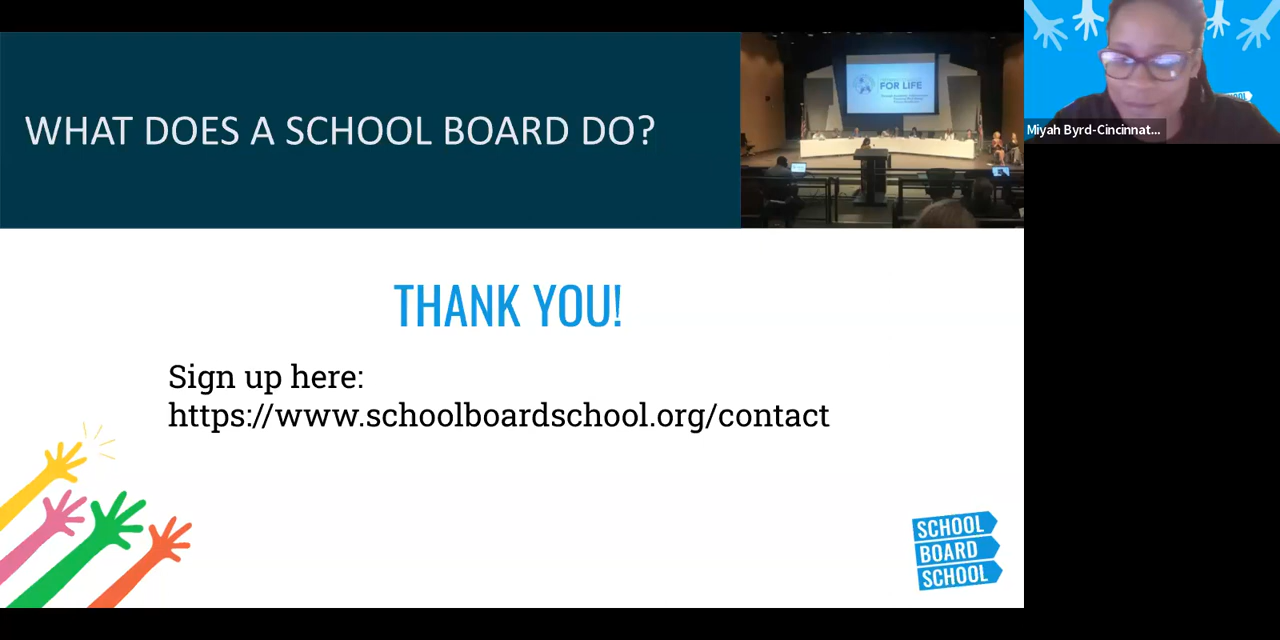 WHAT DOES A SCHOOL BOARD DO?
FOR LIFE
Miyah Byrd-Cincinnat...
THANK YOU!
Sign up here:
https://www.schoolboardschool.org/contact
SCHOOL
BOARD
SCHOOL